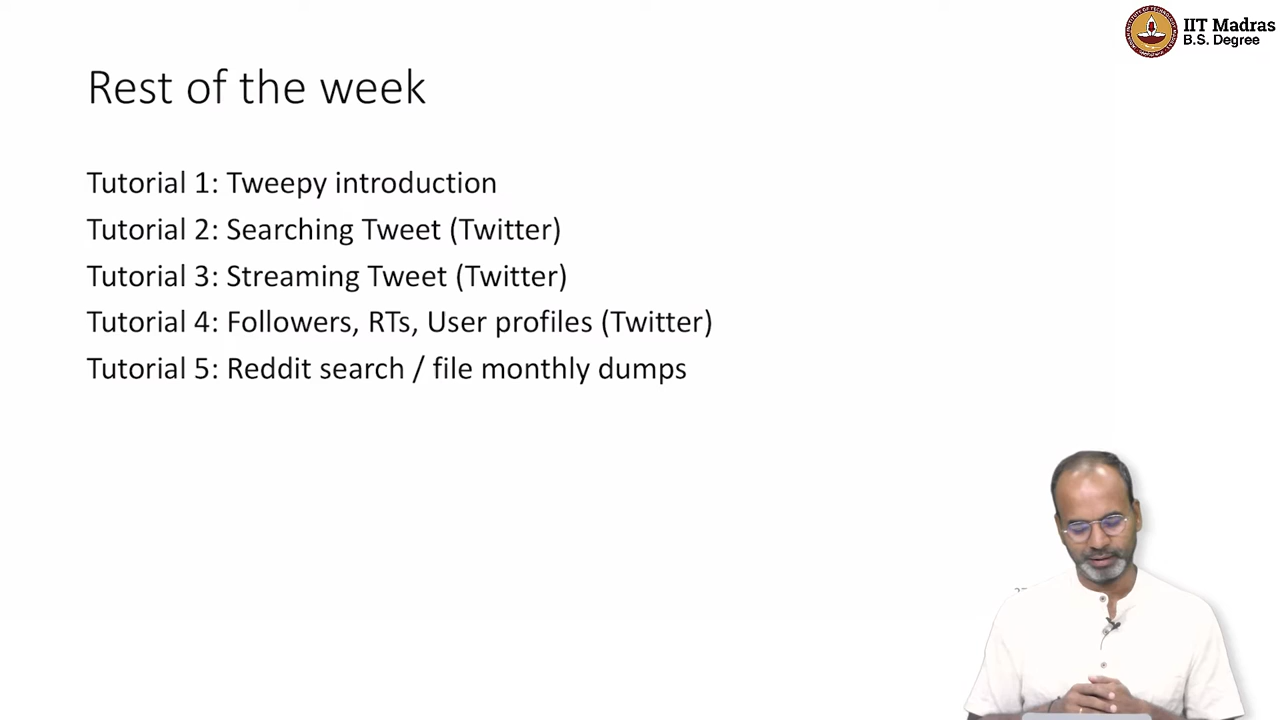 IIT Madras
B.S. Degree
Rest of the week
Tutorial 1: Tweepy introduction
Tutorial 2: Searching Tweet (Twitter)
Tutorial 3: Streaming Tweet (Twitter)
Tutorial 4: Followers, RTs, User profiles (Twitter)
Tutorial 5: Reddit search / file monthly dumps